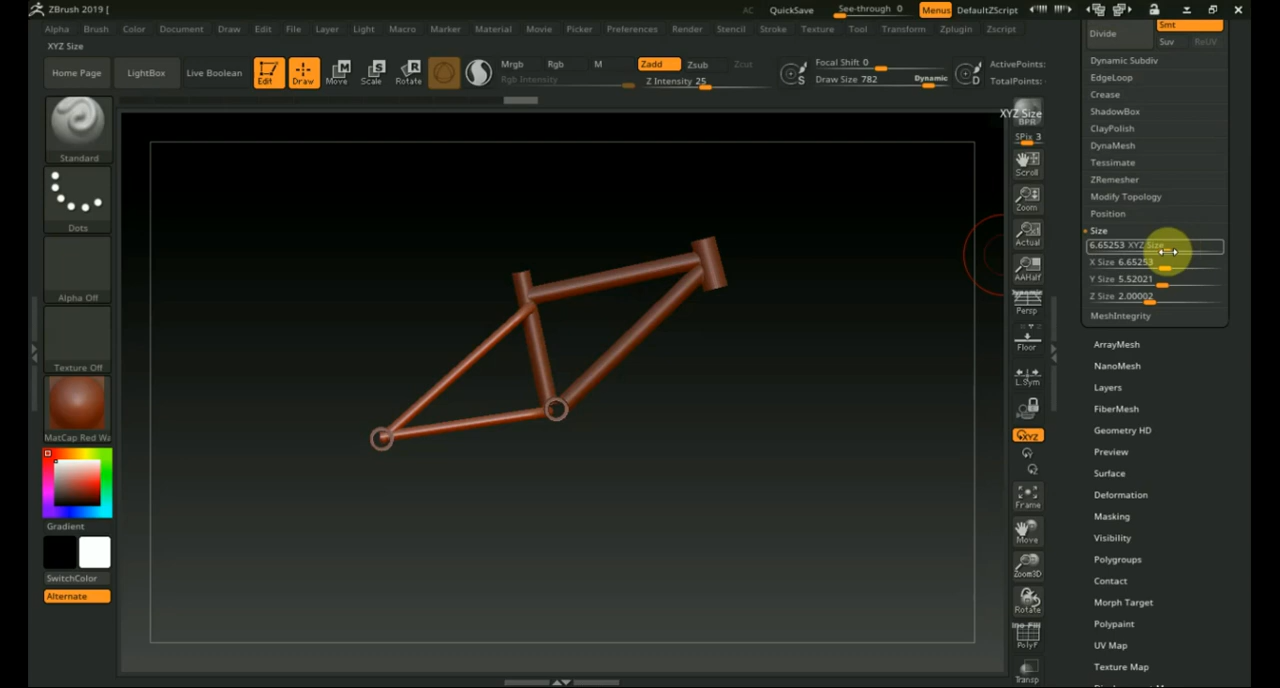 ZBrush 2019 [
AC QuickSave See-through 0 Menus DefaultZScript
Alpha Brush Color Document Draw Edit File Layer Light Macro Marker Material Movie Picker Preferences Render Stencil Stroke Texture Tool Transform Zplugin Zscript
XYZ Size
Home Page
LightBox
Live Boolean
Edit
Draw
Move
Scale
Rotate
Mrgb Rgb M
Rgb Intensity
Zadd Zsub Zcut
Z Intensity 25
S
Focal Shift 0
Draw Size 782 Dynamic
D
ActivePoints:
TotalPoints:
Standard
Dots
Alpha Off
Texture Off
MatCap Red Wa
Gradient
SwitchColor
Alternate
XYZ Size
BPR
SPix 3
Scroll
Zoom
Actual
AAHalf
Dynamic
Persp
Floor
L.Sym
XYZ
Frame
Move
Zoom3D
Rotate
PolyF
Transp
Divide
Smt
Suv ReUV
Dynamic Subdiv
EdgeLoop
Crease
ShadowBox
ClayPolish
DynaMesh
Tessimate
ZRemesher
Modify Topology
Position
Size
6.65253 XYZ Size
X Size 6.65253
Y Size 5.52021
Z Size 2.00002
MeshIntegrity
ArrayMesh
NanoMesh
Layers
FiberMesh
Geometry HD
Preview
Surface
Deformation
Masking
Visibility
Polygroups
Contact
Morph Target
Polypaint
UV Map
Texture Map